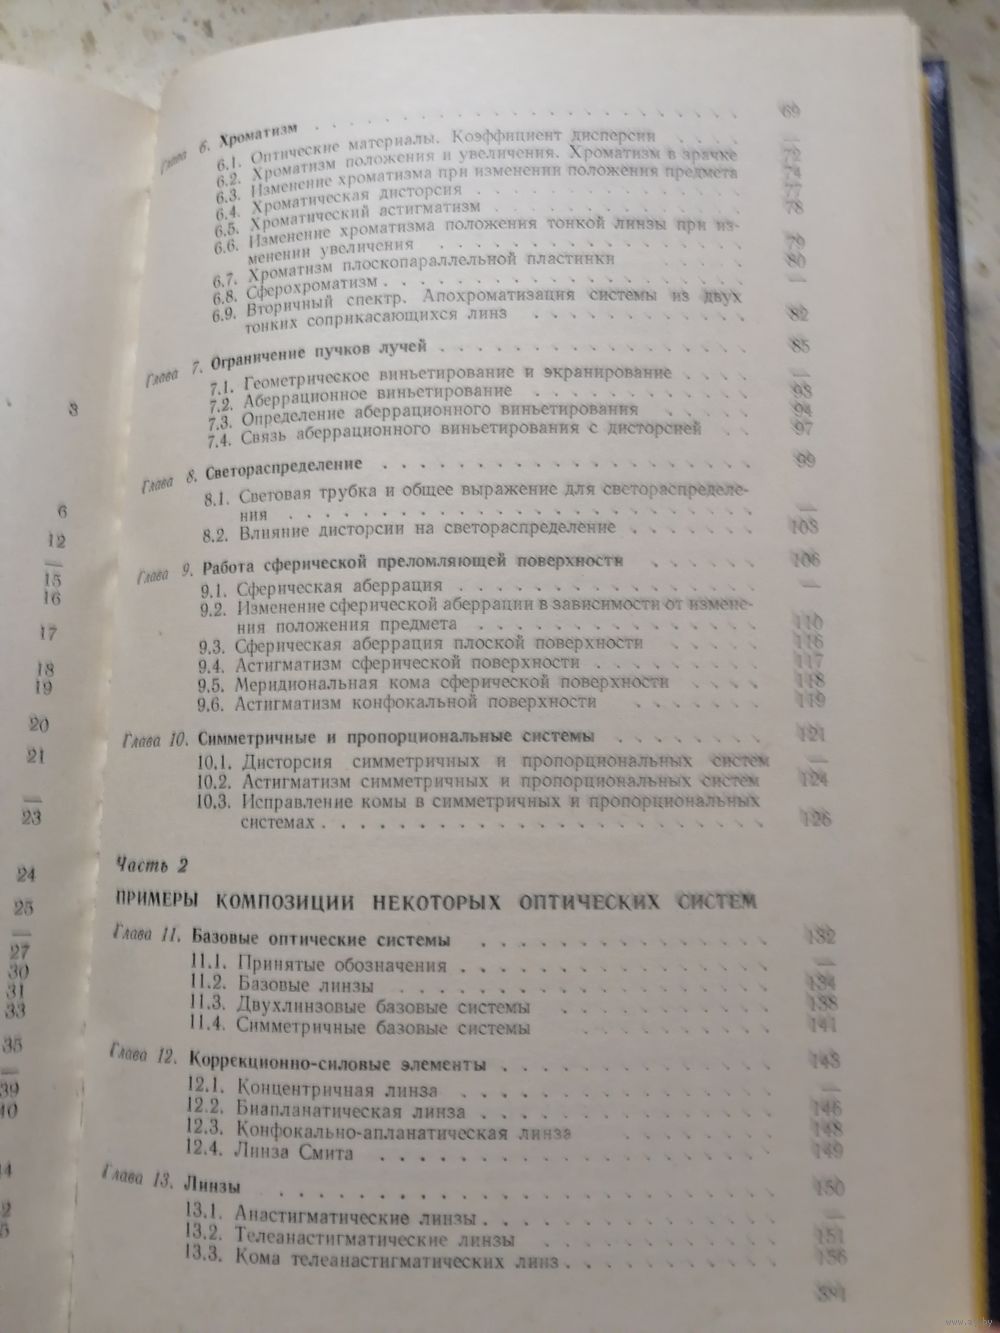 3
6
12
—
15
16
17
18
19
20
21
—
23
24
25
—
27
30
31
33
35
—
39
40
14
2
5
Глава 6. Хроматизм . . . . . . . . . . . . . . . . 69
6.1. Оптические материалы. Коэффициент дисперсии . . . —
6.2. Хроматизм положения и увеличения. Хроматизм в зрачке 72
6.3. Изменение хроматизма при изменении положения предмета 74
6.4. Хроматическая дисторсия . . . . . . . . . . 77
6.5. Хроматический астигматизм . . . . . . . . . . 78
6.6. Изменение хроматизма положения тонкой линзы при из-
менении увеличения . . . . . . . . . . . . 79
6.7. Хроматизм плоскопараллельной пластинки . . . . 80
6.8. Сферохроматизм . . . . . . . . . . . . . . —
6.9. Вторичный спектр. Апохроматизация системы из двух
тонких соприкасающихся линз . . . . . . . . . 82
Глава 7. Ограничение пучков лучей . . . . . . . . . . . . 85
7.1. Геометрическое виньетирование и экранирование . . . . —
7.2. Аберрационное виньетирование . . . . . . . . . 93
7.3. Определение аберрационного виньетирования . . . . . 94
7.4. Связь аберрационного виньетирования с дисторсией . . 97
Глава 8. Светораспределение . . . . . . . . . . . . . . 99
8.1. Световая трубка и общее выражение для светораспределе-
ния . . . . . . . . . . . . . . . . . —
8.2. Влияние дисторсии на светораспределение . . . . . . 103
Глава 9. Работа сферической преломляющей поверхности . . . . . 106
9.1. Сферическая аберрация . . . . . . . . . . . —
9.2. Изменение сферической аберрации в зависимости от измене-
ния положения предмета . . . . . . . . . . . 110
9.3. Сферическая аберрация плоской поверхности . . . . . 116
9.4. Астигматизм сферической поверхности . . . . . . . 117
9.5. Меридиональная кома сферической поверхности . . . . 118
9.6. Астигматизм конфокальной поверхности . . . . . . 119
Глава 10. Симметричные и пропорциональные системы . . . . . . . 121
10.1. Дисторсия симметричных и пропорциональных систем —
10.2. Астигматизм симметричных и пропорциональных систем 124
10.3. Исправление комы в симметричных и пропорциональных
системах . . . . . . . . . . . . . . . . 126
Часть 2
ПРИМЕРЫ КОМПОЗИЦИИ НЕКОТОРЫХ ОПТИЧЕСКИХ СИСТЕМ
Глава 11. Базовые оптические системы . . . . . . . . . . . 132
11.1. Принятые обозначения . . . . . . . . . . . . —
11.2. Базовые линзы . . . . . . . . . . . . . . 134
11.3. Двухлинзовые базовые системы . . . . . . . . 138
11.4. Симметричные базовые системы . . . . . . . . 141
Глава 12. Коррекционно-силовые элементы . . . . . . . . . . 143
12.1. Концентричная линза . . . . . . . . . . . . —
12.2. Биапланатическая линза . . . . . . . . . . . 146
12.3. Конфокально-апланатическая линза . . . . . . 148
12.4. Линза Смита . . . . . . . . . . . . . . 149
Глава 13. Линзы . . . . . . . . . . . . . . . . . . 150
13.1. Анастигматические линзы . . . . . . . . . . . —
13.2. Телеанастигматические линзы . . . . . . . . . 151
13.3. Кома телеанастигматических линз . . . . . . . . 156
381
www.ay.by